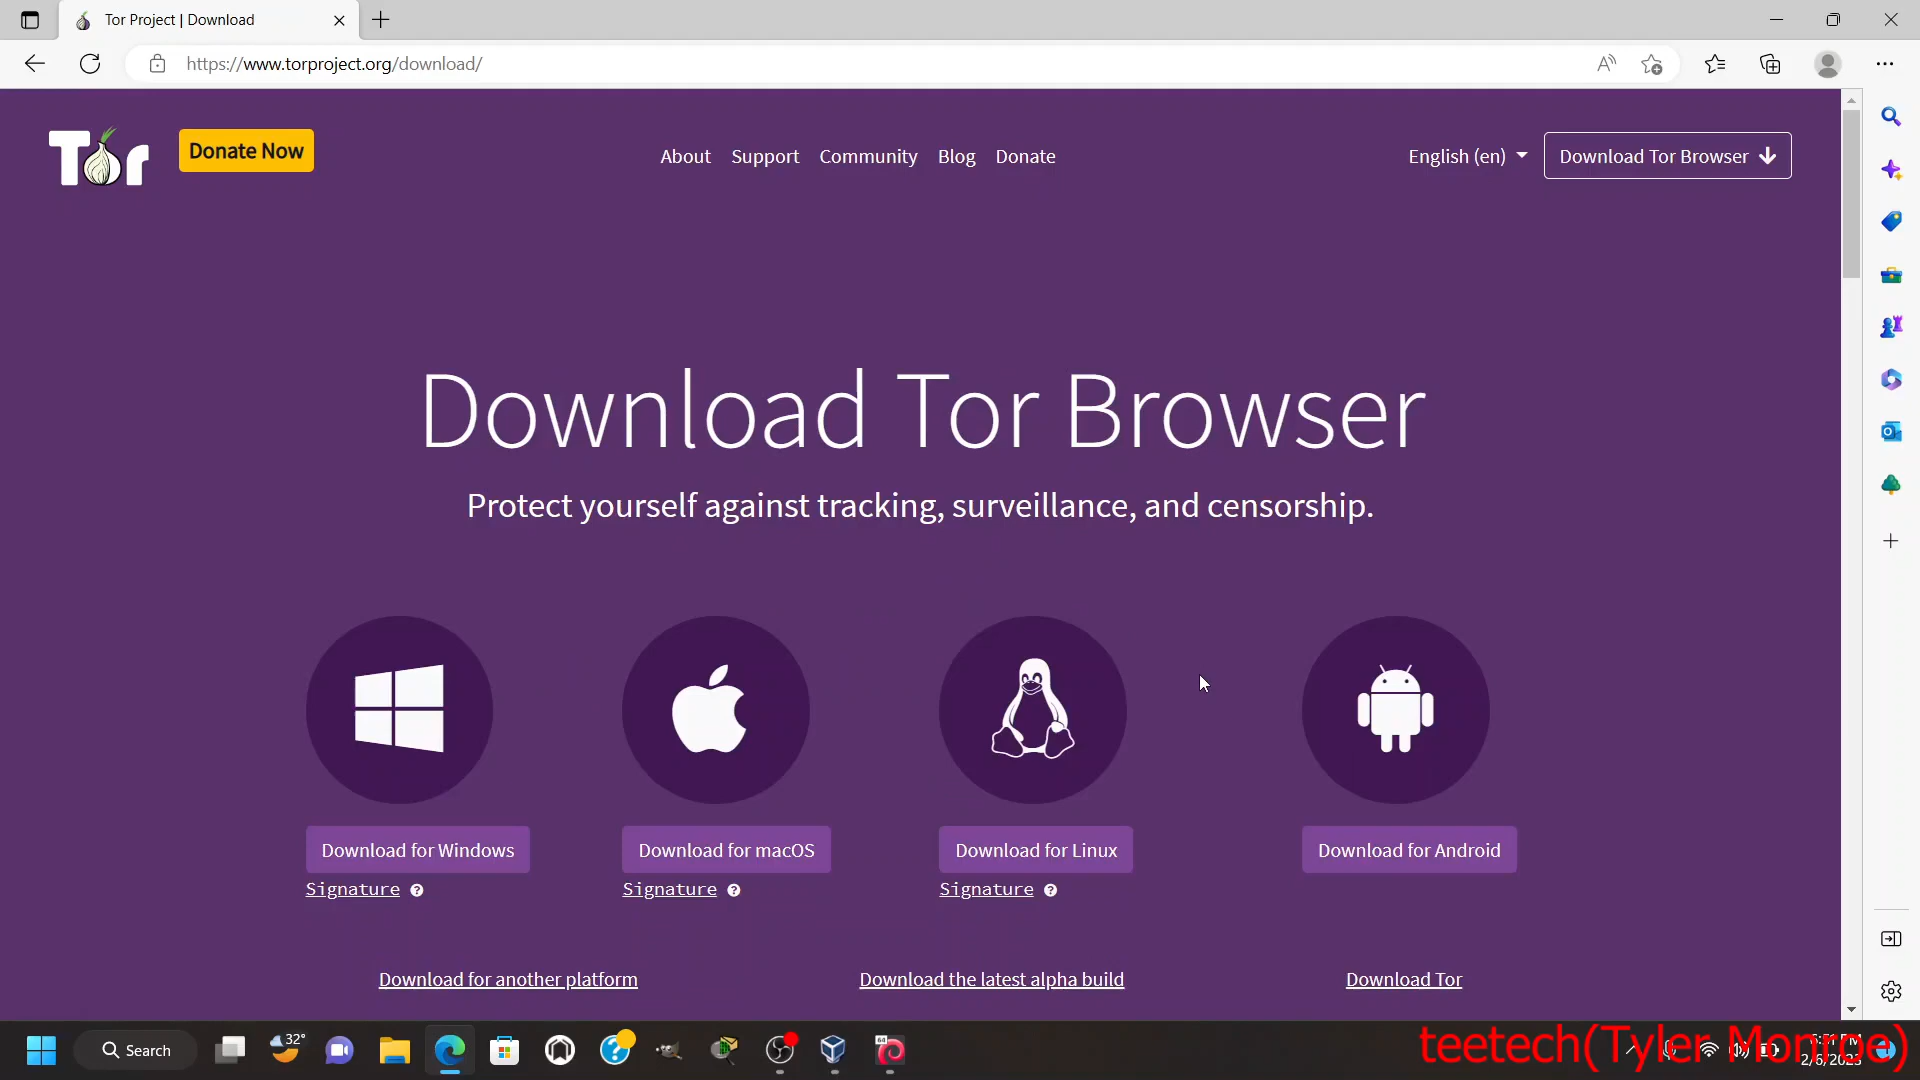 Tor Project | Download
https://www.torproject.org/download/
Tor
Donate Now
About
Support
Community
Blog
Donate
English (en)
Download Tor Browser
Download Tor Browser
Protect yourself against tracking, surveillance, and censorship.
Download for Windows
Download for macOS
Download for Linux
Download for Android
Signature
Signature
Signature
Download for another platform
Download the latest alpha build
Download Tor
Search
32°
64
teetech(Tyler Monroe)